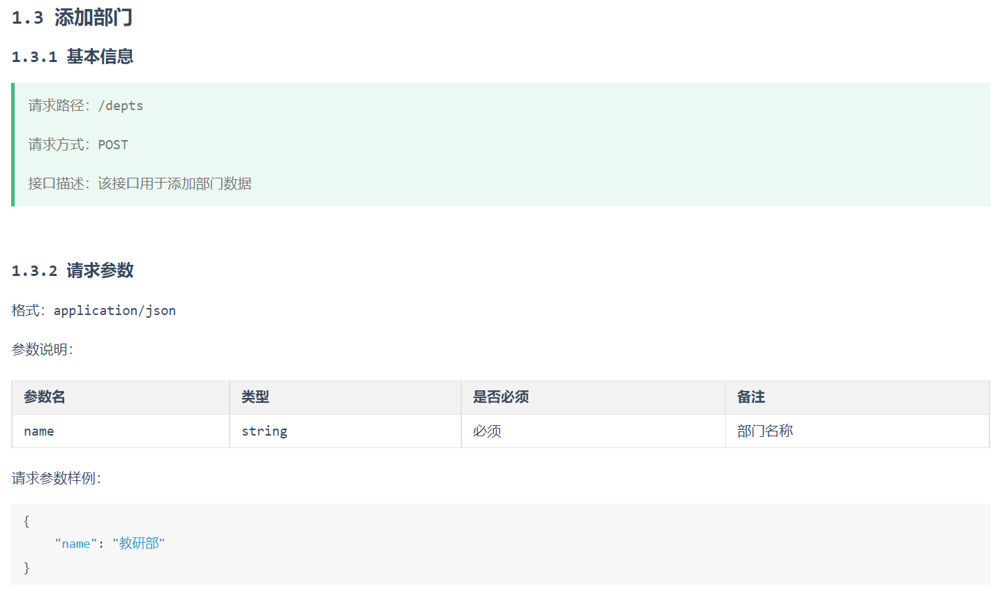 1.3 添加部门
1.3.1 基本信息
请求路径：/depts
请求方式：POST
接口描述：该接口用于添加部门数据
1.3.2 请求参数
格式：application/json
参数说明：
参数名 类型 是否必须 备注
name string 必须 部门名称
请求参数样例：
{
"name": "教研部"
}